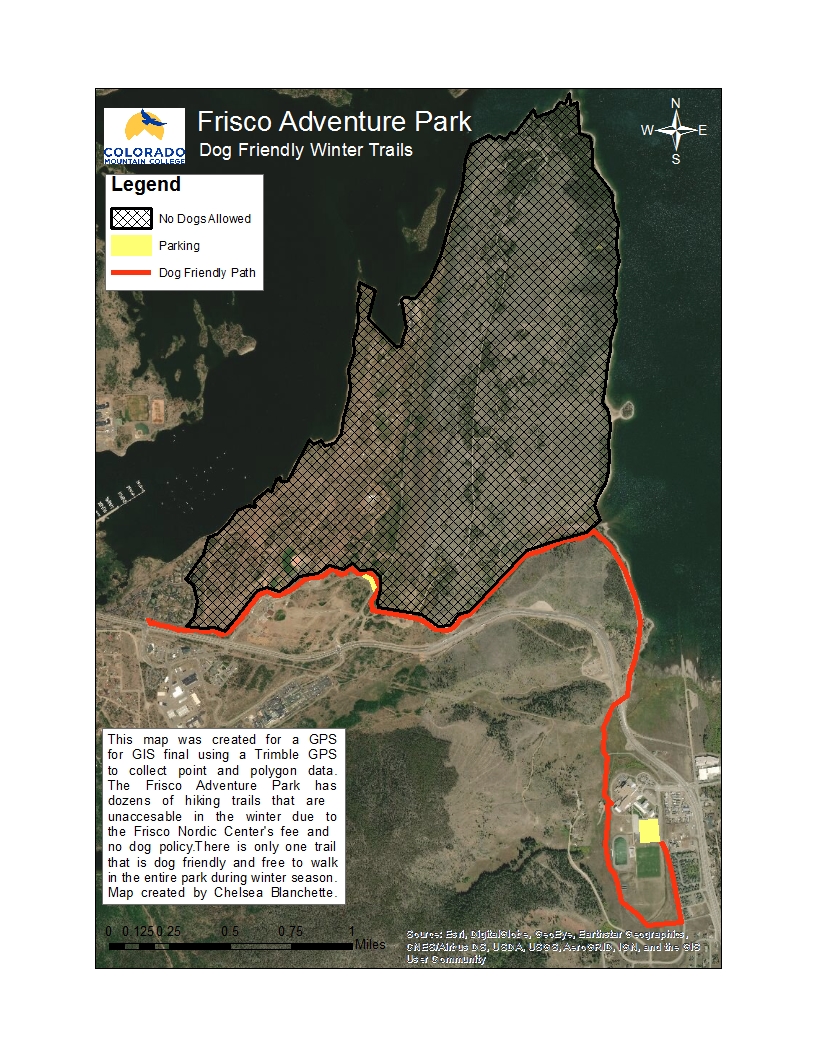 Frisco Adventure Park
Dog Friendly Winter Trails
COLORADO
MOUNTAIN COLLEGE
N
W E
S
Legend
No Dogs Allowed
Parking
Dog Friendly Path
This map was created for a GPS
for GIS final using a Trimble GPS
to collect point and polygon data.
The Frisco Adventure Park has
dozens of hiking trails that are
unaccesable in the winter due to
the Frisco Nordic Center's fee and
no dog policy.There is only one trail
that is dog friendly and free to walk
in the entire park during winter season.
Map created by Chelsea Blanchette.
0 0.125 0.25 0.5 0.75 1
Miles
Source: Esri, DigitalGlobe, GeoEye, Earthstar Geographics,
CNES/Airbus DS, USDA, USGS, AeroGRID, IGN, and the GIS
User Community